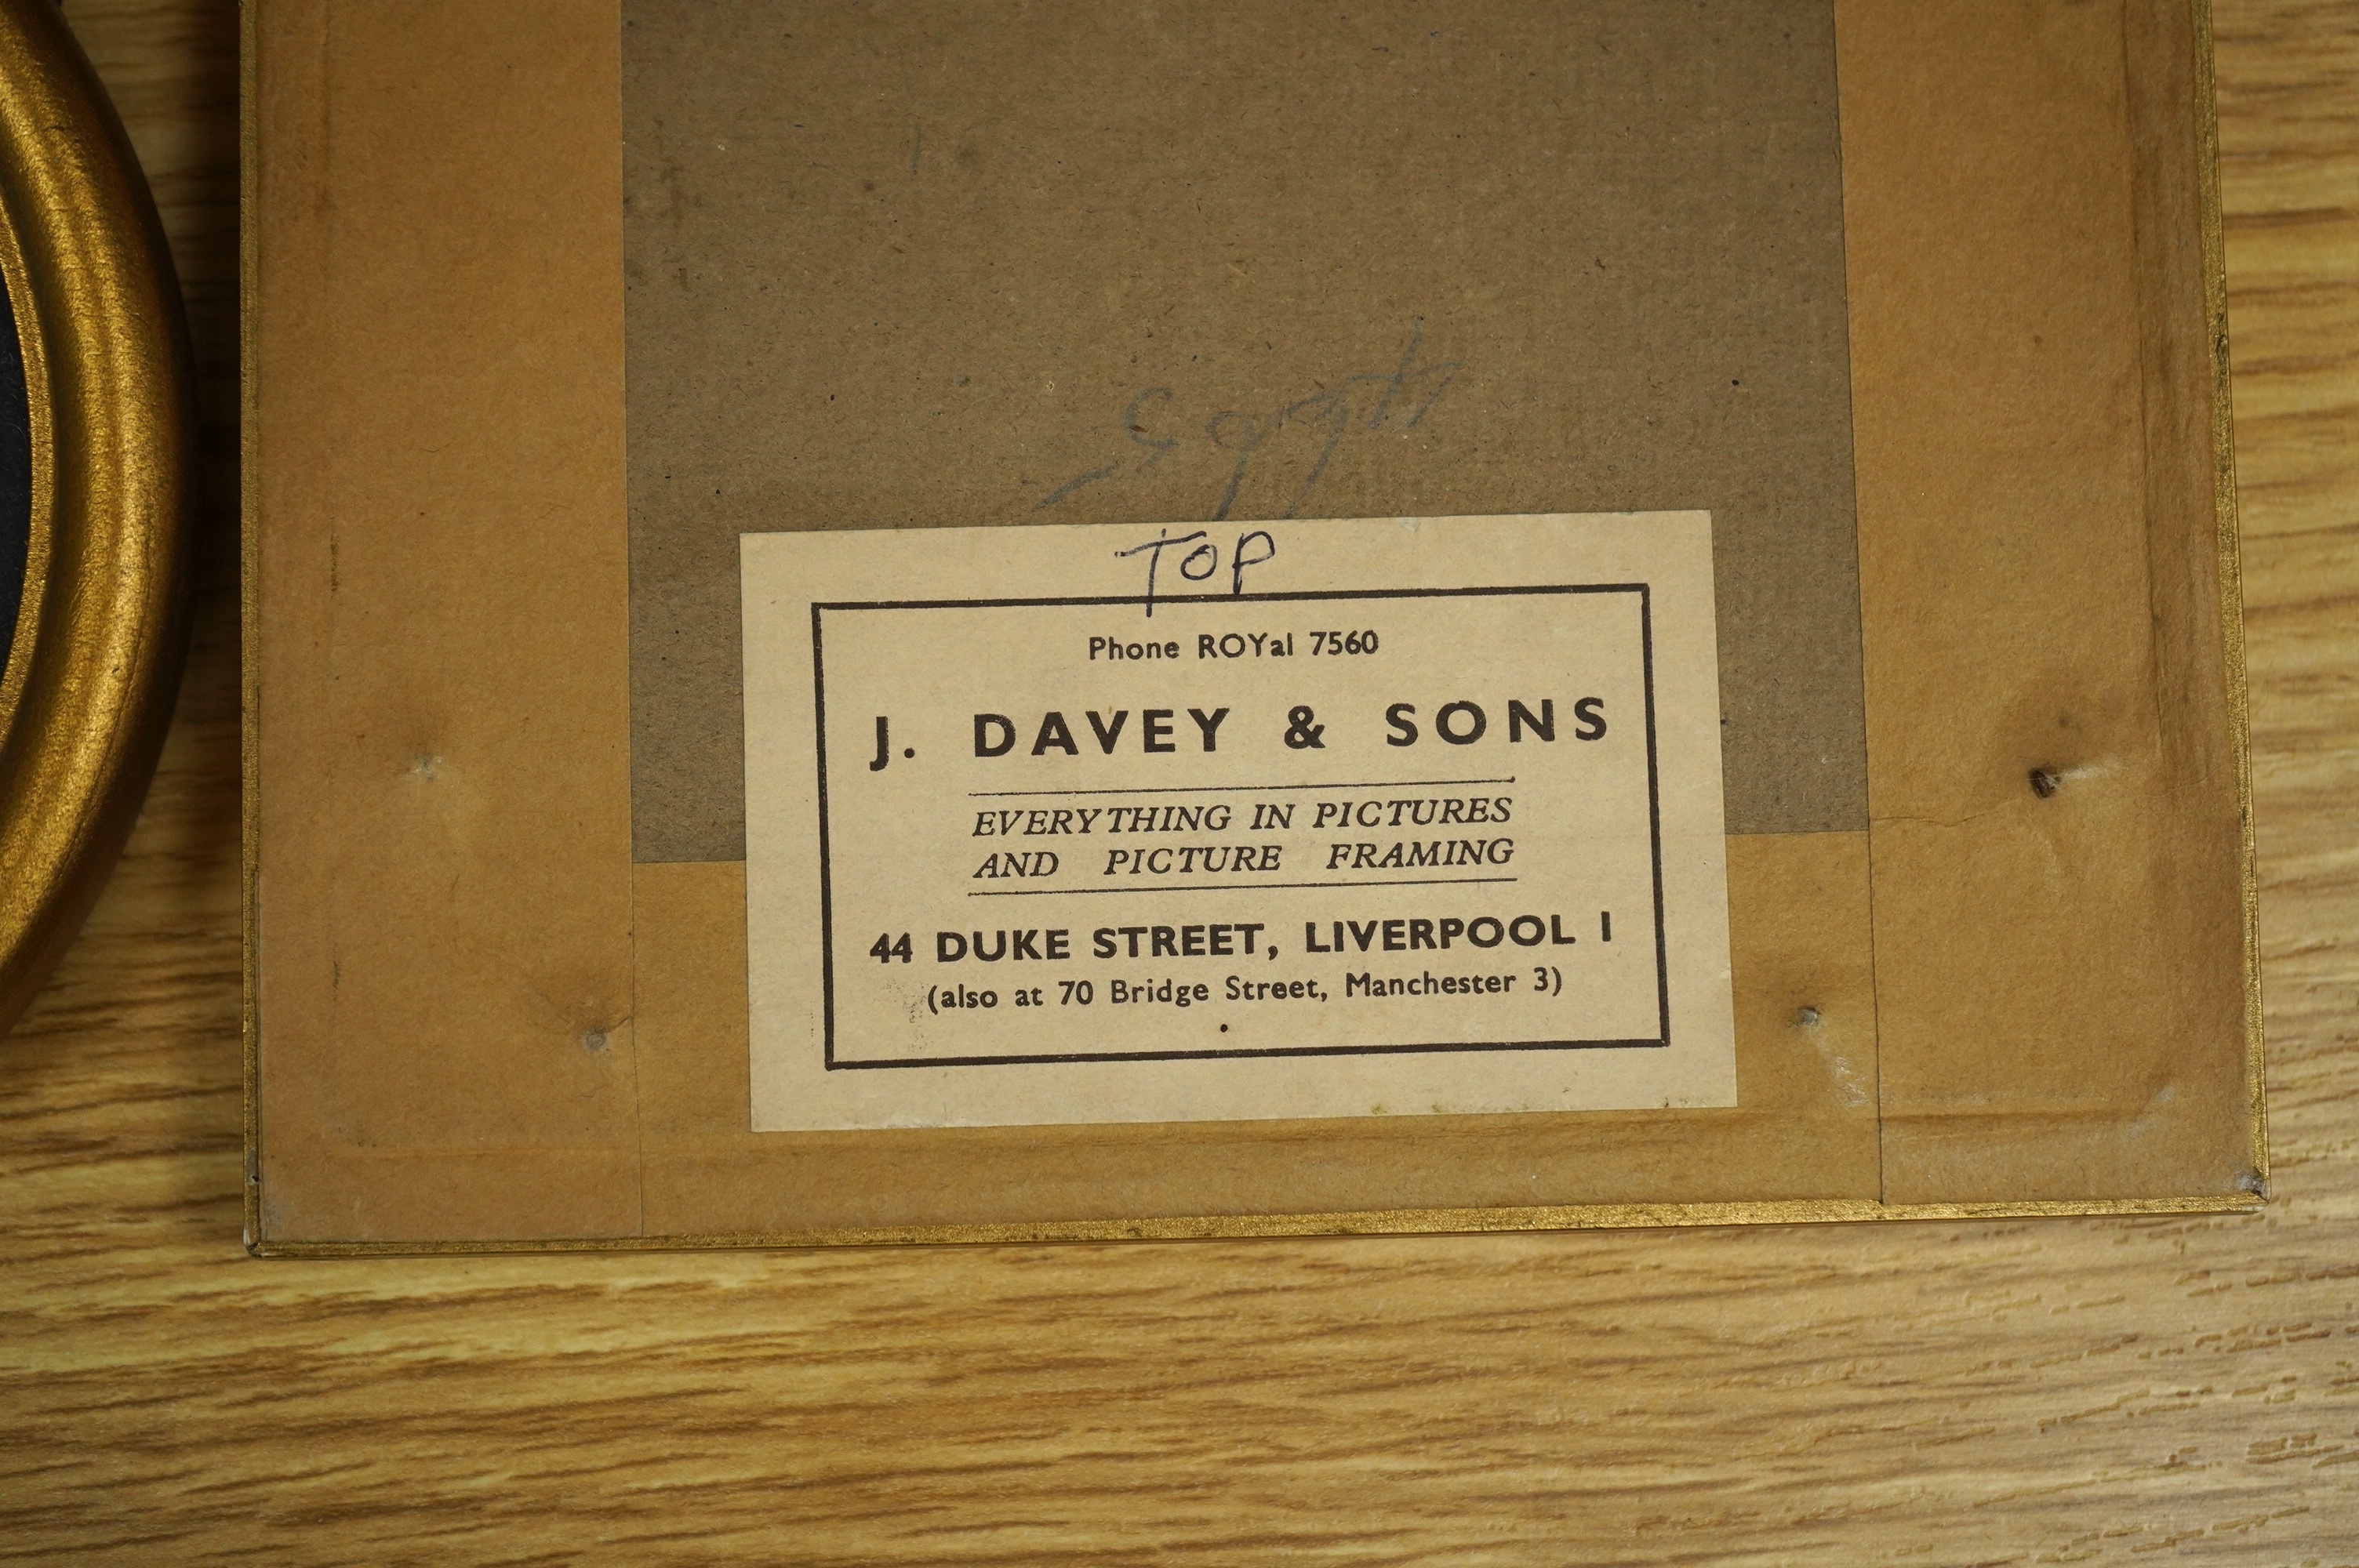 TOP
Phone ROYal 7560
J. DAVEY & SONS
EVERYTHING IN PICTURES
AND PICTURE FRAMING
44 DUKE STREET, LIVERPOOL 1
(also at 70 Bridge Street, Manchester 3)